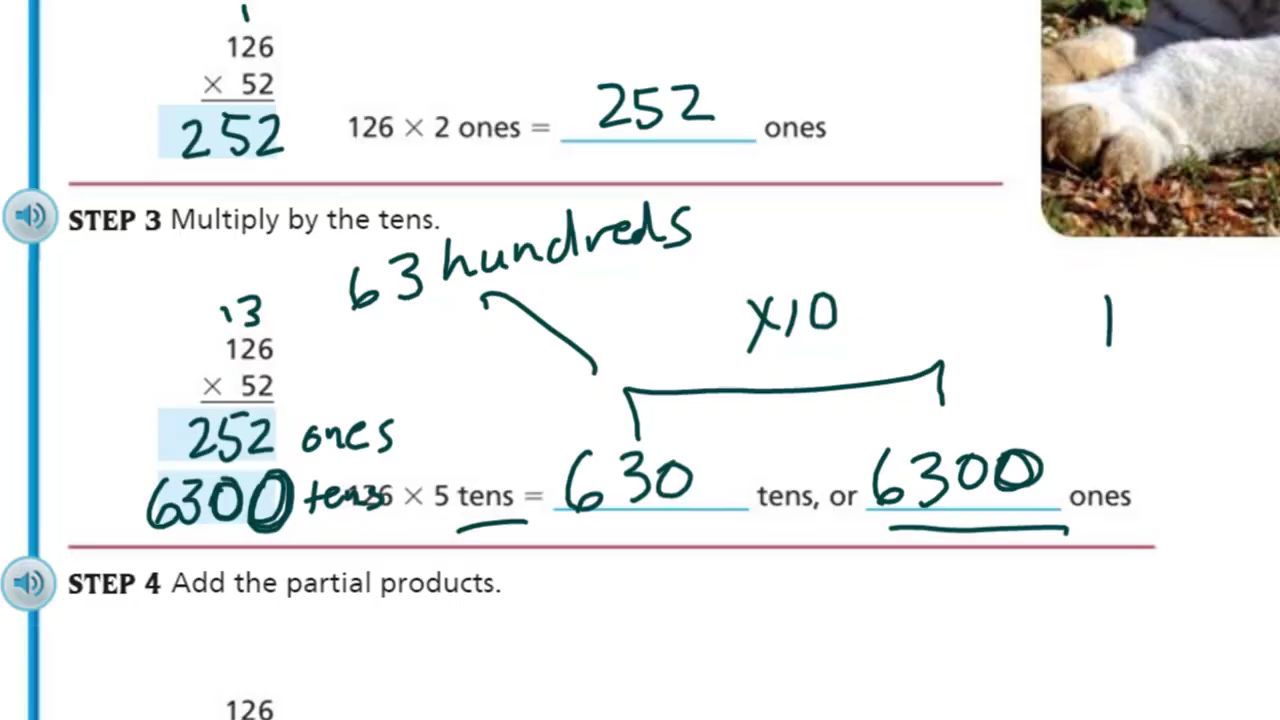 1
126
× 52
252
126 × 2 ones = 252 ones
STEP 3 Multiply by the tens.
63 hundreds
×10
1
13
126
× 52
252 ones
6300 tens
126 × 5 tens = 630 tens, or 6300 ones
STEP 4 Add the partial products.
126